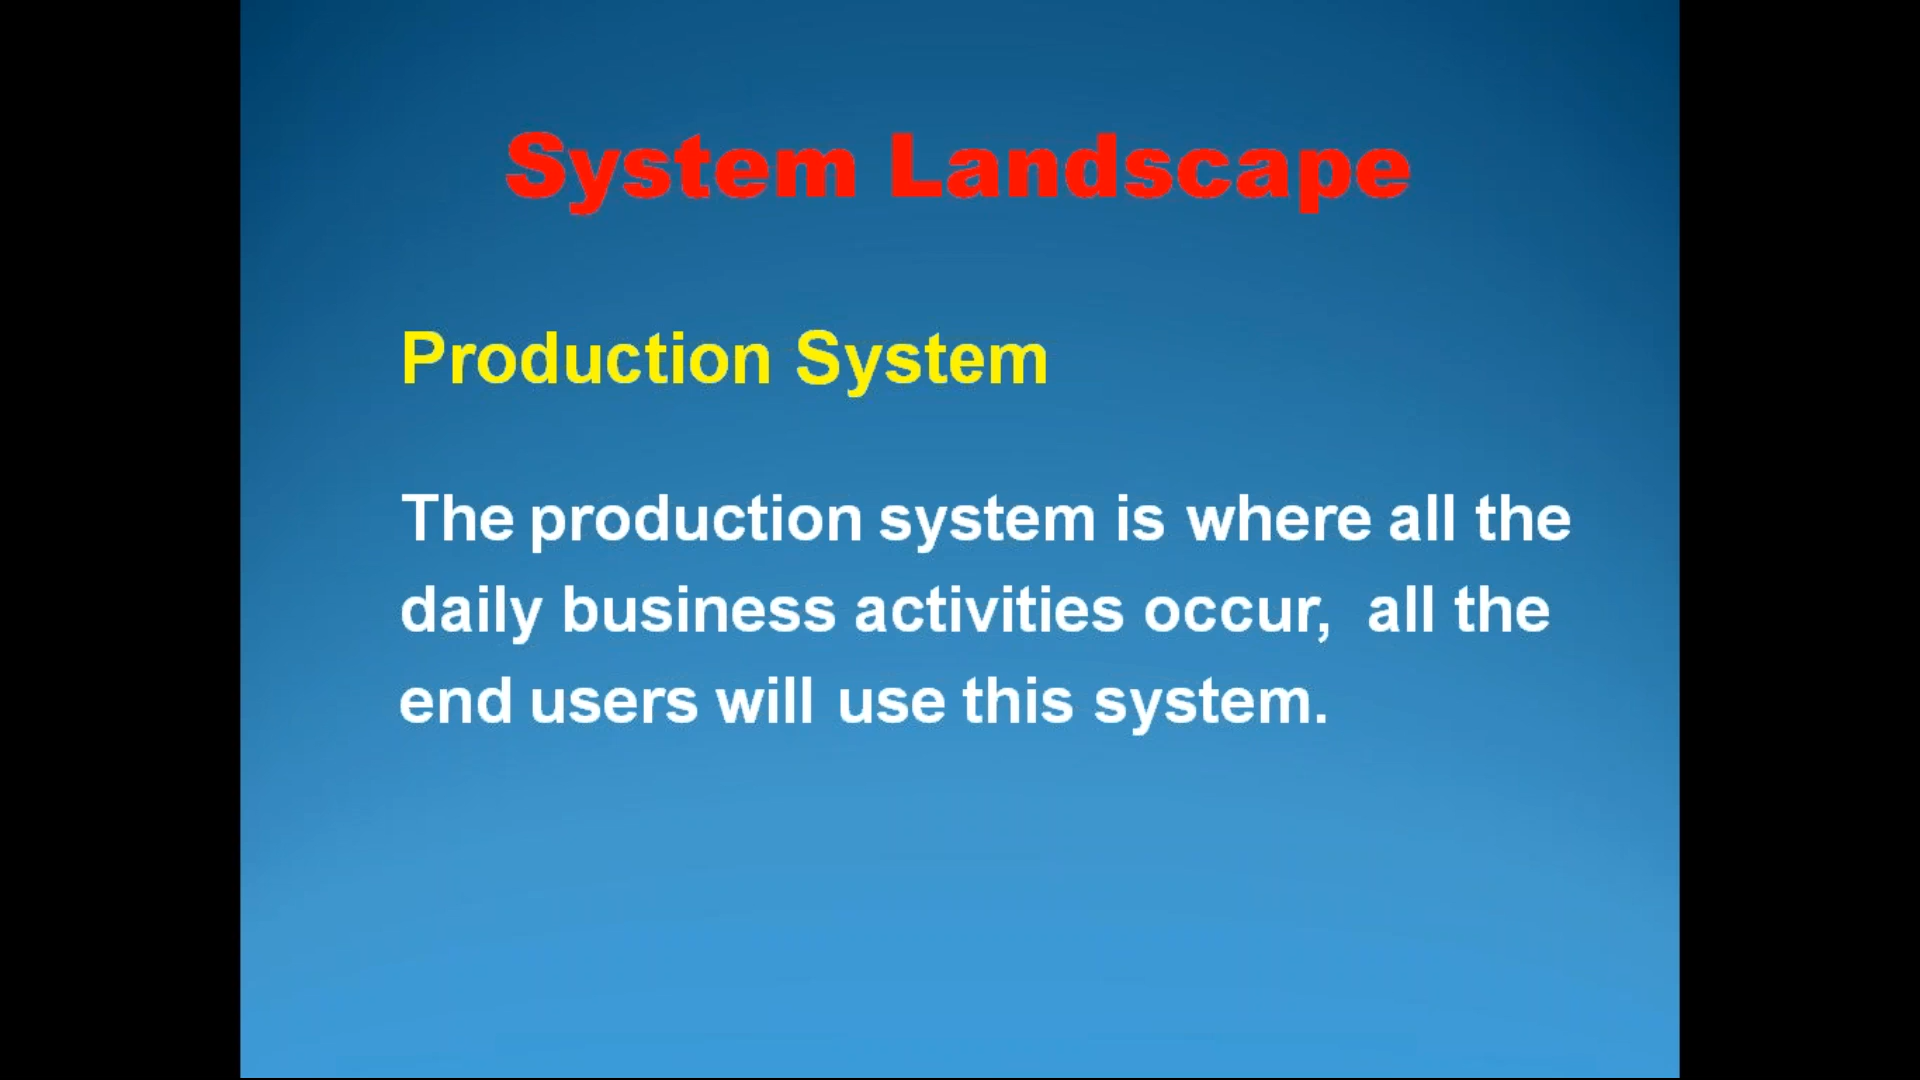 System Landscape
Production System
The production system is where all the
daily business activities occur, all the
end users will use this system.